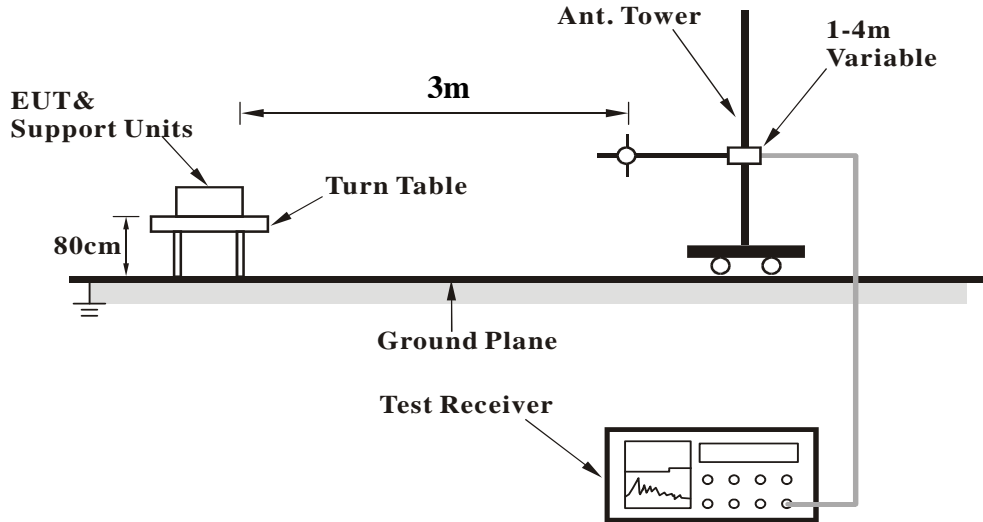 Ant. Tower
1-4m
Variable
3m
EUT&
Support Units
Turn Table
80cm
Ground Plane
Test Receiver